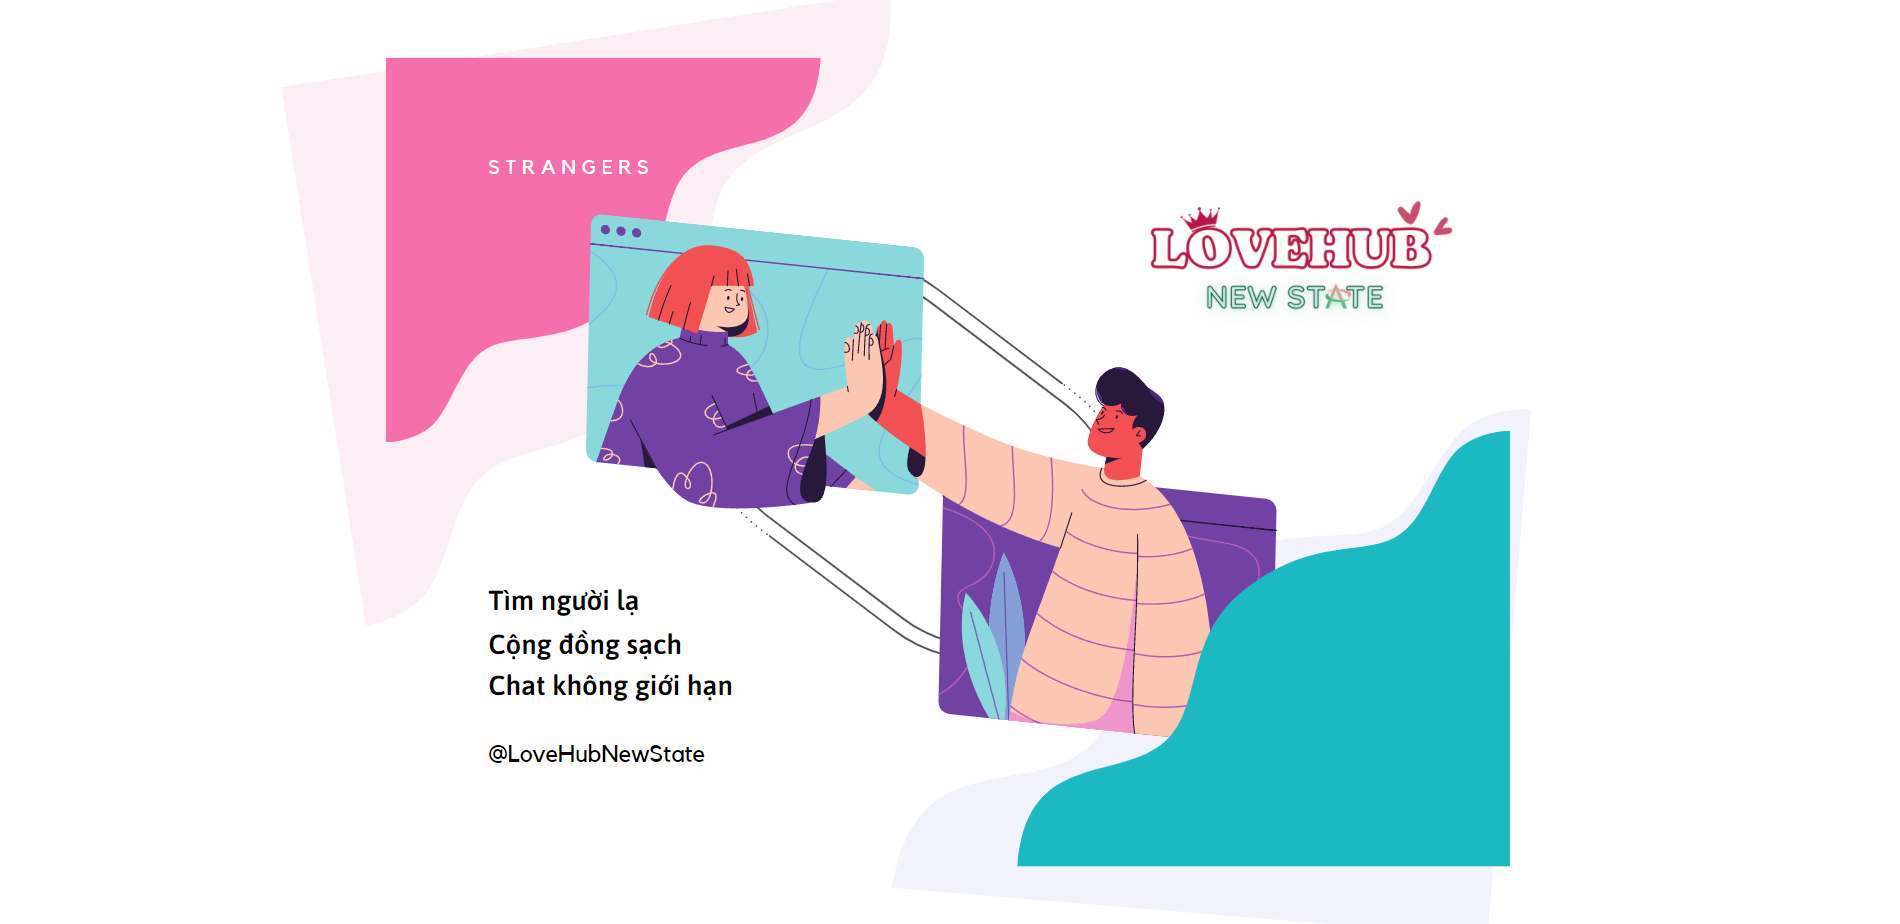 STRANGERS
LOVEHUB
NEW STATE
Tìm người lạ
Cộng đồng sạch
Chat không giới hạn
@LoveHubNewState